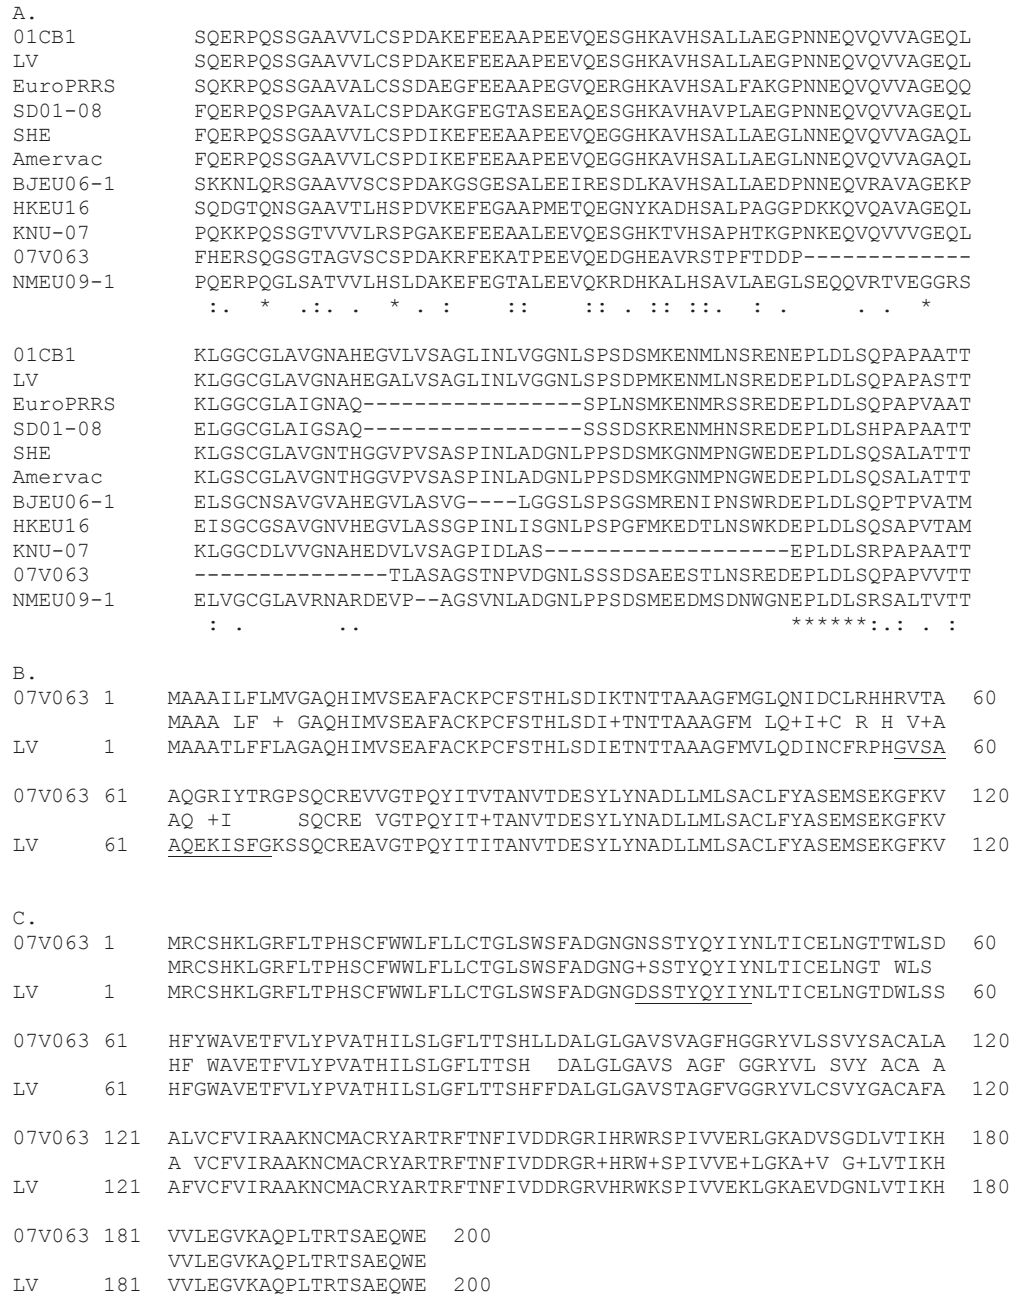 A.
01CB1 SQERPQSSGAAVVLCSPDAKEFEEAAPEEVQESGHKAVHSALLAEGPNNEQVQVVAGEQL
LV SQERPQSSGAAVAVLCSPDAKEFEEAAPEEVQESGHKAVHSALLAEGPNNEQVQVVAGEQL
EuroPRRS SQKRPQSSGAAVALCSSDAEGFEEAAPEGVQERGHKAVHSALFAKGPNNEQVQVVAGEQQ
SD01-08 FQERPQSPGAAVALCSPDAKGFEGTASEEAQESGHKAVHAVPLAEGPNNEQVQVVAGEQL
SHE FQERPQSSGAAVVLCSPDIKEFEEAAPEEVQEGGHKAVHSALLAEGLNNEQVQVVAGAQL
Amervac FQERPQSSGAAVVLCSPDIKEFEEAAPEEVQEGGHKAVHSALLAEGLNNEQVQVVAGAQL
BJEU06-1 SKKNLQRSGAAVVSCSPDAKGSGESALEEIRESDLKAVHSALLAEDPNNEQVRAVAGEKP
HKEU16 SQDGTQNSGAAVTLHSPDVKEFEGAAPMETQEGNYKADHSALPAGGPDKKQVQAVAGEQL
KNU-07 PQKKPQSSGTVVVLRSPGAKEFEEAALEEVQESGHKTVHSAPHTKGPNKEQVQVVVGEQL
07V063 FHERSQGSGTAGVSCSPDAKRFEKATPEEVQEDGHEAVRSTPFTDDP-------------
NMEU09-1 PQERPQGLSATVVLHSLDAKEFEGTALEEVQKRDHKALHSAVLAEGLSEQQVRTVEGGRS
:. * .:. . * . : :: :: . :: ::. : . . . *
01CB1 KLGGCGLAVGNAHEGVLVSAGLINLVGGNLSPSDSMKENMLNSRENEPLDLSQPAPAATT
LV KLGGCGLAVGNAHEGALVSAGLINLVGGNLSPSDPMKENMLNSREDEPLDLSQPAPASTT
EuroPRRS KLGGCGLAIGNAQ-----------------SPLNSMKENMRSSREDEPLDLSQPAPVAAT
SD01-08 ELGGCGLAIGSAQ-----------------SSSDSKRENMHNSREDEPLDLSHPAPAATT
SHE KLGSCGLAVGNTHGGVPVSASPINLADGNLPPSDSMKGNMPNGWEDEPLDLSQSALATTT
Amervac KLGSCGLAVGNTHGGVPVSASPINLADGNLPPSDSMKGNMPNGWEDEPLDLSQSALATTT
BJEU06-1 ELSGCNSAVGVAHEGVLASVG----LGGSLSPSGSMRENIPNSWRDEPLDLSQPTPVATM
HKEU16 EISGCGSAVGNVHEGVLASSGPINLISGNLPSPGFMKEDTLNSWKDEPLDLSQSAPVTAM
KNU-07 KLGGCDLVVGNAHEDVLVSAGPIDLAS-------------------EPLDLSRPAPAATT
07V063 ---------------TLASAGSTNPVDGNLSSSDSAEESTLNSREDEPLDLSQPAPVVTT
NMEU09-1 ELVGCGLAVRNARDEVP--AGSVNLADGNLPPSDSMEEDMSDNWGNEPLDLSRSALTVTT
: . .. ******:.: . :
B.
07V063 1 MAAAILFLMVGAQHIMVSEAFACKPCFSTHLSDIKTNTTAAAGFMGLQNIDCLRHHRVTA 60
MAAA LF + GAQHIMVSEAFACKPCFSTHLSDI+TNTTAAAGFM LQ+I+C R H V+A
LV 1 MAAATLFFLAGAQHIMVSEAFACKPCFSTHLSDIETNTTAAAGFMVLQDINCFRPHGVSA 60
07V063 61 AQGRIYTRGPSQCREVVGTPQYITVTANVTDESYLYNADLLMLSACLFYASEMSEKGFKV 120
AQ +I SQCRE VGTPQYIT+TANVTDESYLYNADLLMLSACLFYASEMSEKGFKV
LV 61 AQEKISFGKSSQCREAVGTPQYITITANVTDESYLYNADLLMLSACLFYASEMSEKGFKV 120
C.
07V063 1 MRCSHKLGRFLTPHSCFWWLFLLCTGLSWSFADGNGNSSTYQYIYNLTICELNGTTWLSD 60
MRCSHKLGRFLTPHSCFWWLFLLCTGLSWSFADGNG+SSTYQYIYNLTICELNGT WLS
LV 1 MRCSHKLGRFLTPHSCFWWLFLLCTGLSWSFADGNGDSSTYQYIYNLTICELNGTDWLSS 60
07V063 61 HFYWAVETFVLYPVATHILSLGFLTTSHLLDALGLGAVSVAGFHGGRYVLSSVYSACALA 120
HF WAVETFVLYPVATHILSLGFLTTSH DALGLGAVS AGF GGRYVL SVY ACA A
LV 61 HFGWAVETFVLYPVATHILSLGFLTTSHFFDALGLGAVSTAGFVGGRYVLCSVYGACAFA 120
07V063 121 ALVCFVIRAAKNCMACRYARTRFTNFIVDDRGRIHRWRSPIVVERLGKADVSGDLVTIKH 180
A VCFVIRAAKNCMACRYARTRFTNFIVDDRGR+HRW+SPIVVE+LGKA+V G+LVTIKH
LV 121 AFVCFVIRAAKNCMACRYARTRFTNFIVDDRGRVHRWKSPIVVEKLGKAEVDGNLVTIKH 180
07V063 181 VVLEGVKAQPLTRTSAEQWE 200
VVLEGVKAQPLTRTSAEQWE
LV 181 VVLEGVKAQPLTRTSAEQWE 200